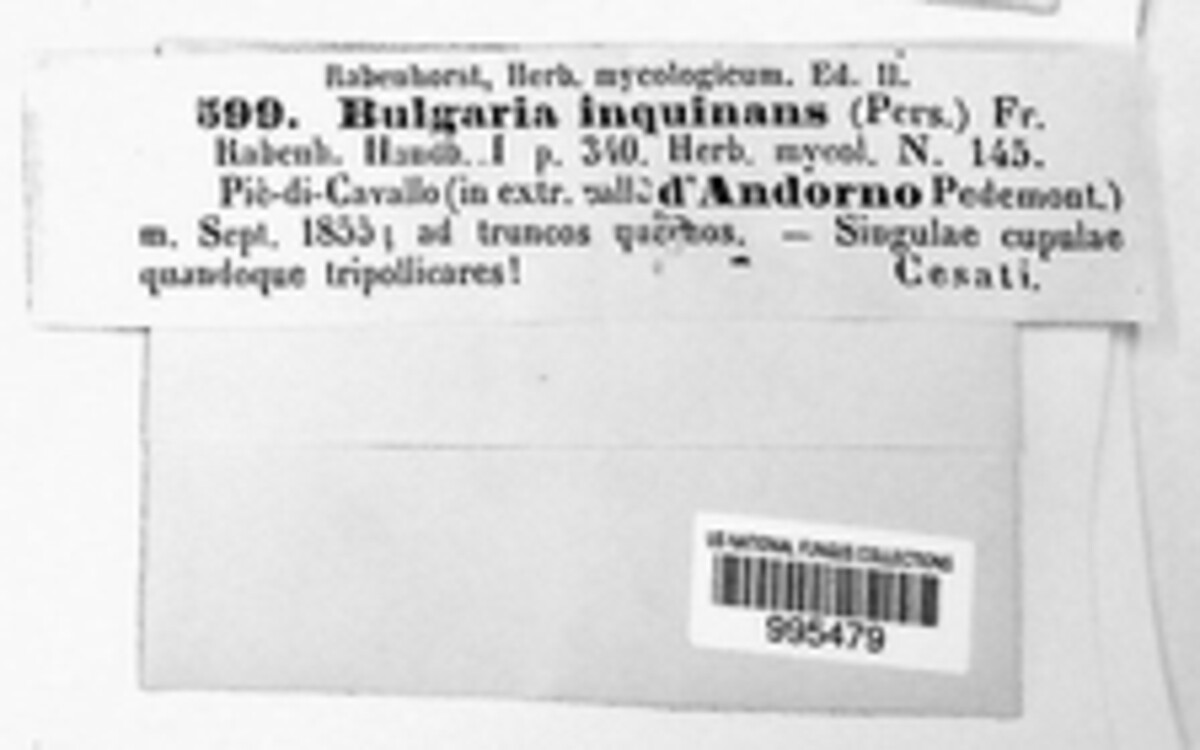 Rabenhorst, Herb. mycologicum. Ed. II.
599. Bulgaria inquinans (Pers.) Fr.
Rabenh. Handb. I p. 340. Herb. mycol. N. 145.
Piè-di-Cavallo (in extr. d'Andorno Pedemont.)
m. Sept. 1855; ad truncos — Singulae cupulae
quandoque tripollicares! Cesati.
US NATIONAL FUNGUS COLLECTIONS
995479